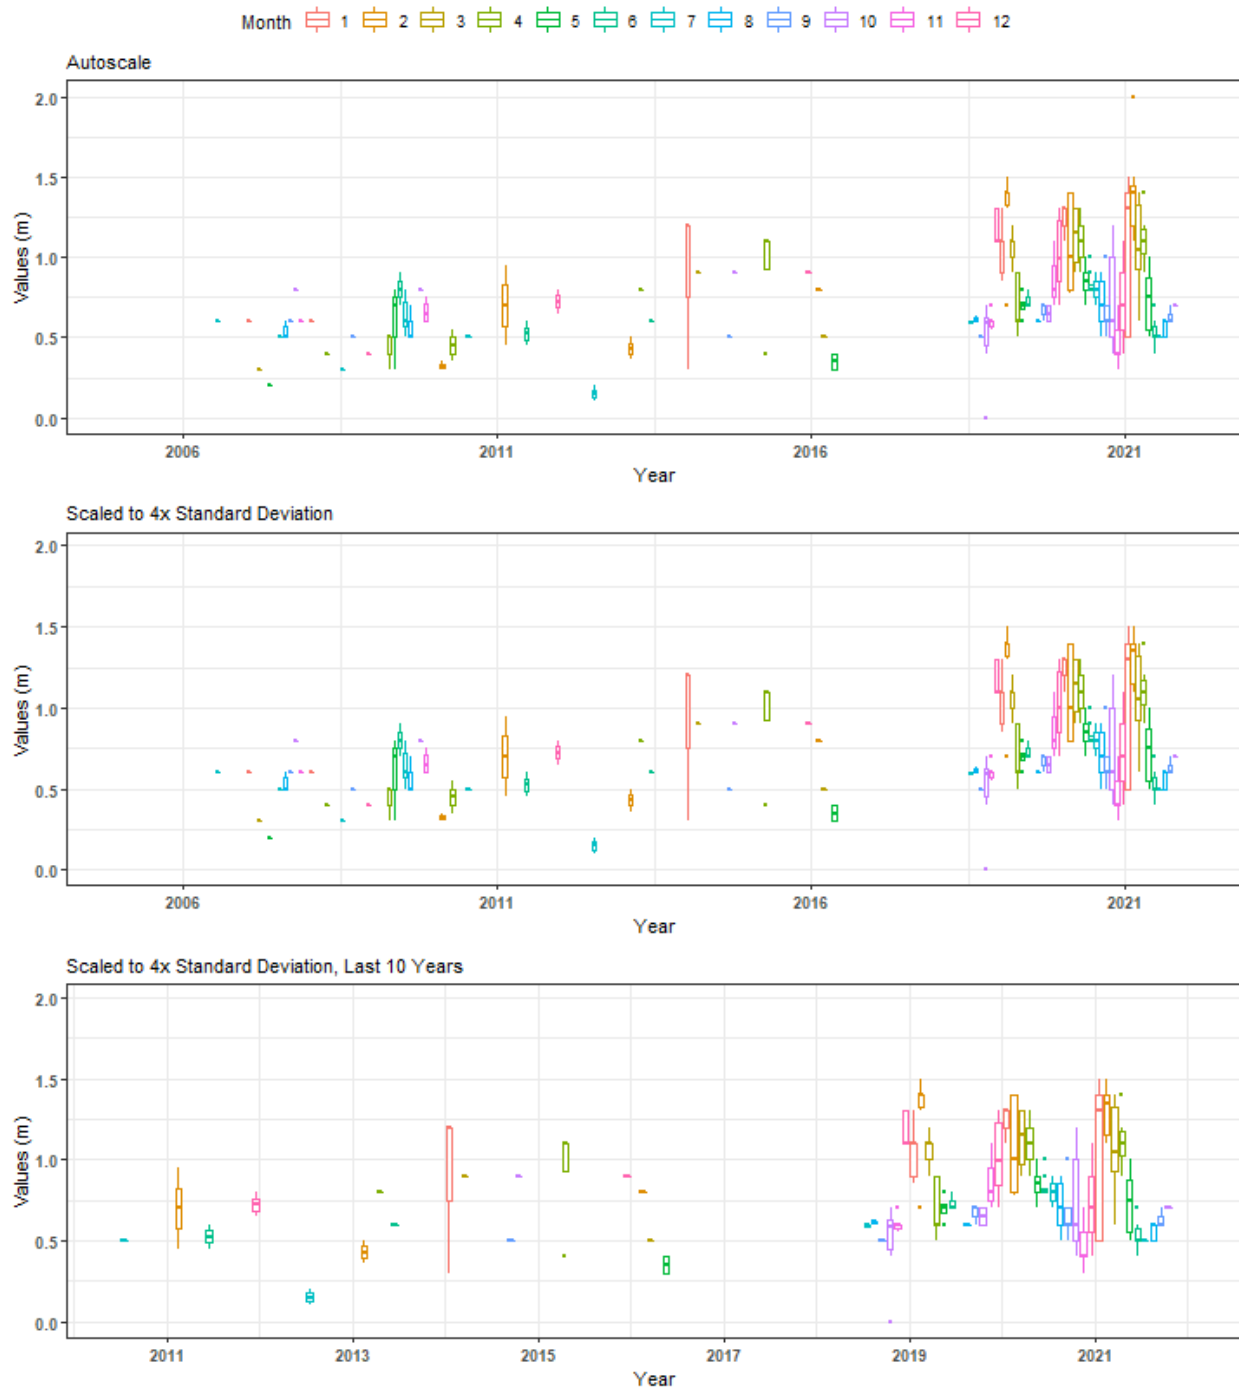 Month 1 2 3 4 5 6 7 8 9 10 11 12
Autoscale
2.0
1.5
1.0
0.5
0.0
Values (m)
2006 2011 2016 2021
Year
Scaled to 4x Standard Deviation
2.0
1.5
1.0
0.5
0.0
Values (m)
2006 2011 2016 2021
Year
Scaled to 4x Standard Deviation, Last 10 Years
2.0
1.5
1.0
0.5
0.0
Values (m)
2011 2013 2015 2017 2019 2021
Year